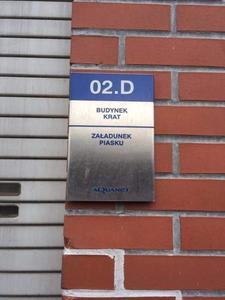 02.D
BUDYNEK
KRAT
ZAŁADUNEK
PIASKU
AQUANET